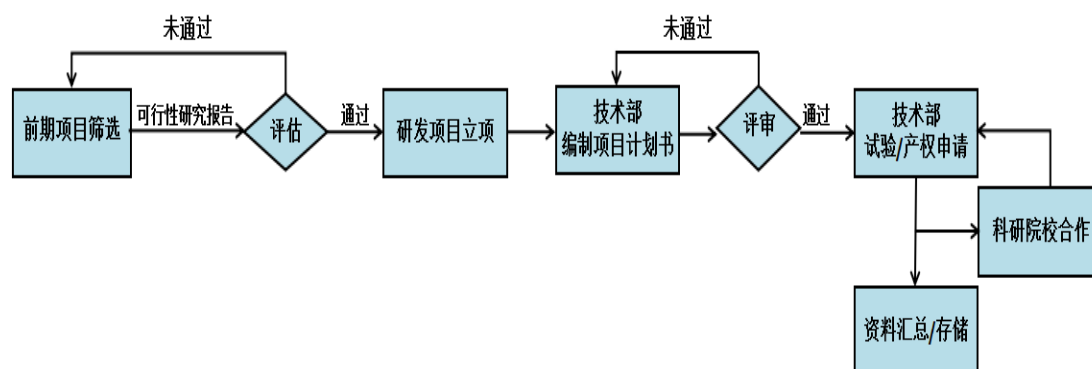 未通过
未通过
前期项目筛选
可行性研究报告
评估
通过
研发项目立项
技术部
编制项目计划书
评审
通过
技术部
试验/产权申请
科研院校合作
资料汇总/存储